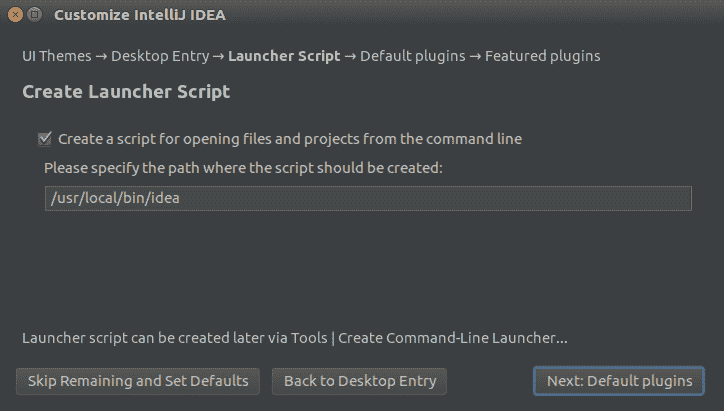 Customize IntelliJ IDEA
UI Themes → Desktop Entry → Launcher Script → Default plugins → Featured plugins
Create Launcher Script
Create a script for opening files and projects from the command line
Please specify the path where the script should be created:
/usr/local/bin/idea
Launcher script can be created later via Tools | Create Command-Line Launcher...
Skip Remaining and Set Defaults Back to Desktop Entry Next: Default plugins